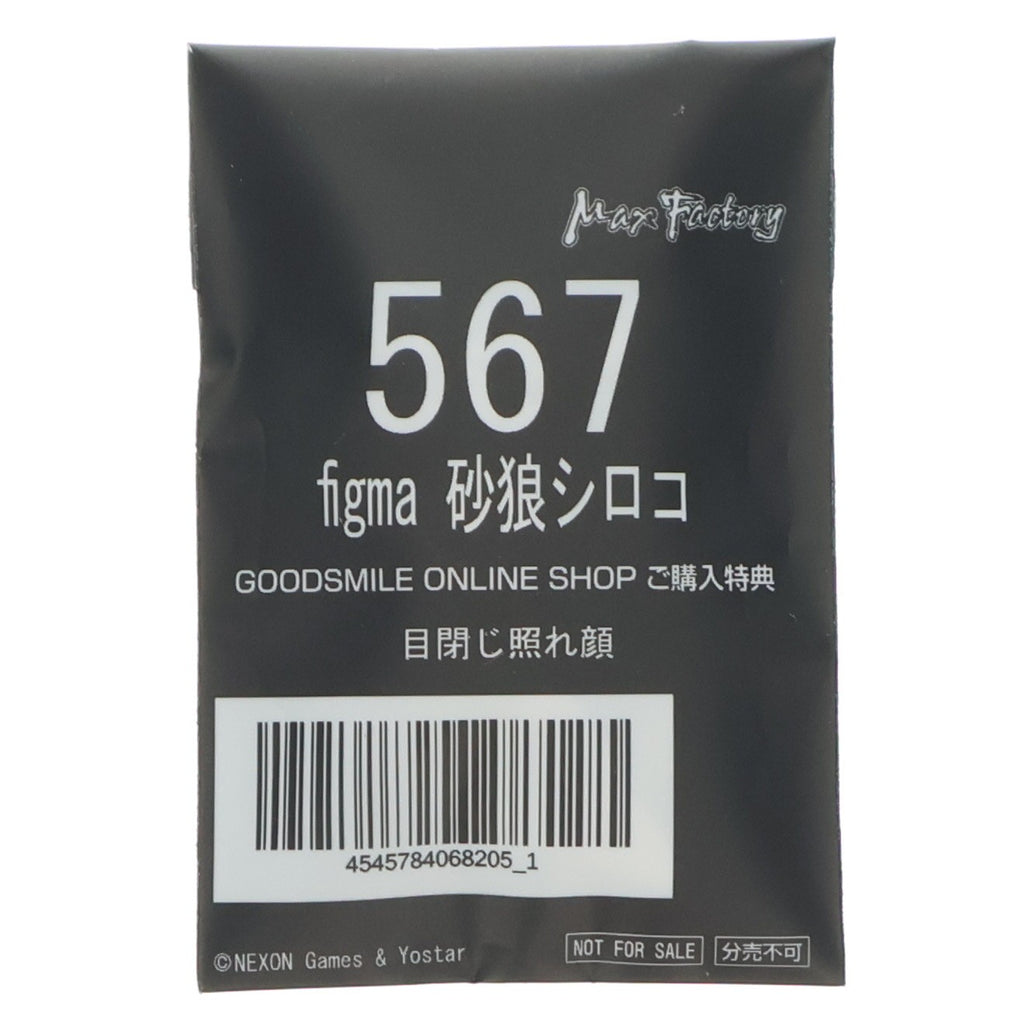 Max Factory
567
figma 砂狼シロコ
GOODSMILE ONLINE SHOP ご購入特典
目閉じ照れ顔
4545784068205_1
©NEXON Games & Yostar
NOT FOR SALE 分売不可